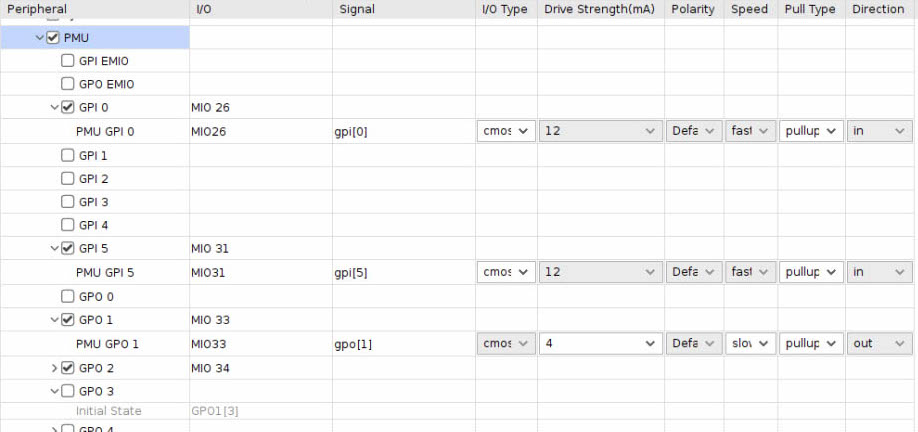 Peripheral I/O Signal I/O Type Drive Strength(mA) Polarity Speed Pull Type Direction
PMU
GPI EMIO
GPO EMIO
GPI 0 MIO 26
PMU GPI 0 MIO26 gpi[0] cmos 12 Defa fast pullup in
GPI 1
GPI 2
GPI 3
GPI 4
GPI 5 MIO 31
PMU GPI 5 MIO31 gpi[5] cmos 12 Defa fast pullup in
GPO 0
GPO 1 MIO 33
PMU GPO 1 MIO33 gpo[1] cmos 4 Defa slow pullup out
GPO 2 MIO 34
GPO 3
Initial State GPO1[3]
GPO 4